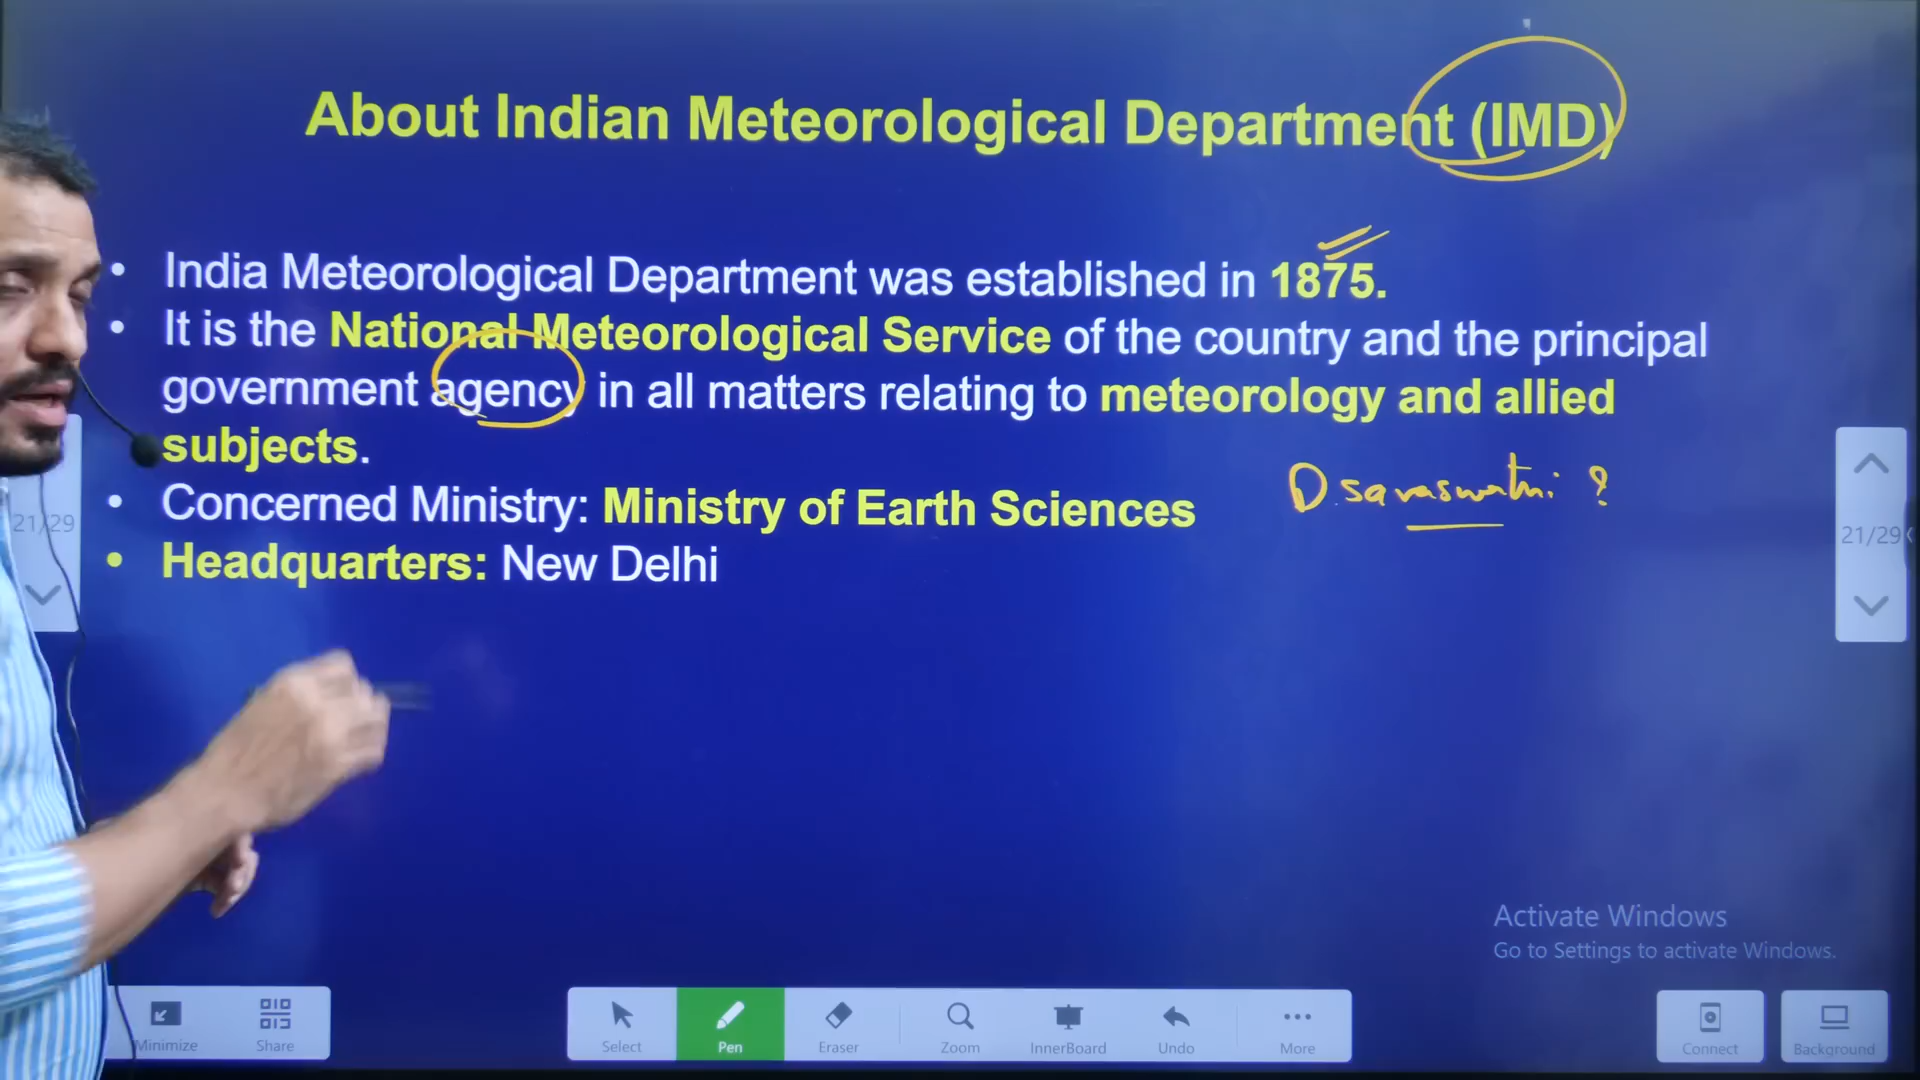 About Indian Meteorological Department (IMD)
• India Meteorological Department was established in 1875.
• It is the National Meteorological Service of the country and the principal
government agency in all matters relating to meteorology and allied
subjects.
D.saraswathi ?
• Concerned Ministry: Ministry of Earth Sciences
• Headquarters: New Delhi
21/29
21/29
Activate Windows
Go to Settings to activate Windows.
Minimize
Share
Select
Pen
Eraser
Zoom
InnerBoard
Undo
More
Connect
Background